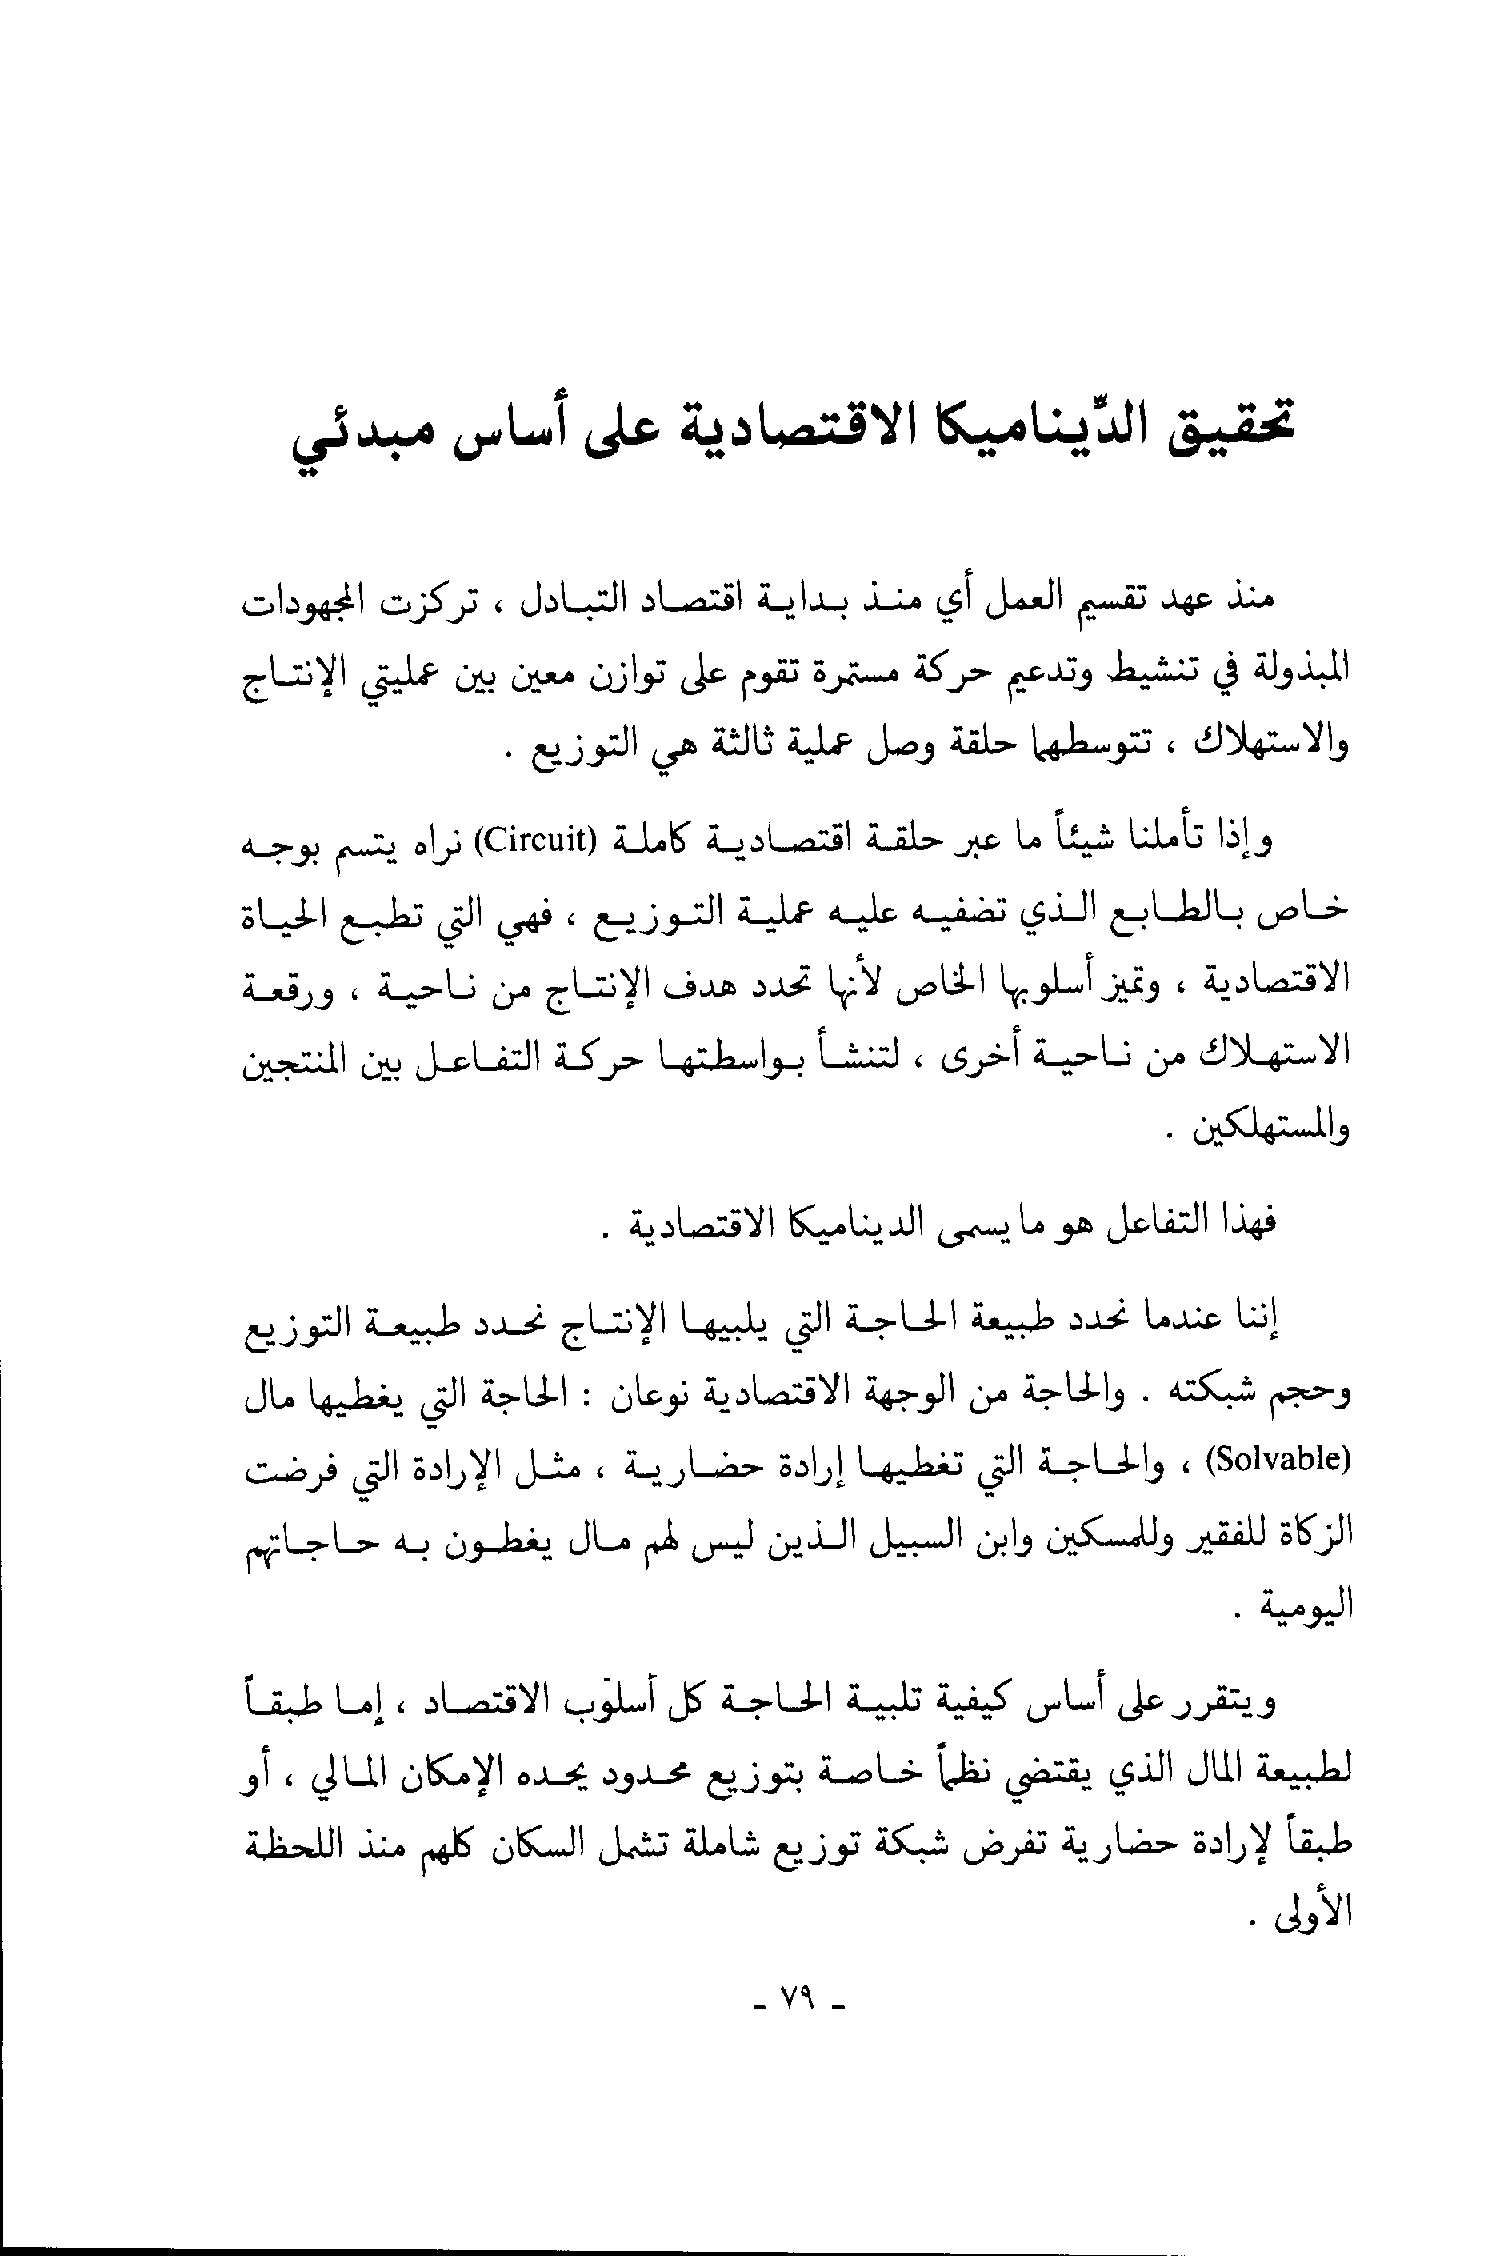 تحقيق الدِّيناميكا الاقتصادية على أساس مبدئي
منذ عهد تقسيم العمل أي منذ بداية اقتصاد التبادل ، تركزت المجهودات
المبذولة في تنشيط وتدعيم حركة مستمرة تقوم على توازن معين بين عمليتي الإنتاج
والاستهلاك ، تتوسطهما حلقة وصل عملية ثالثة هي التوزيع .
وإذا تأملنا شيئاً ما عبر حلقة اقتصادية كاملة (Circuit) نراه يتسم بوجه
خاص بالطابع الذي تضفيه عليه عملية التوزيع ، فهي التي تطبع الحياة
الاقتصادية ، وتميز أسلوبها الخاص لأنها تحدد هدف الإنتاج من ناحية ، ورقعة
الاستهلاك من ناحية أخرى ، لتنشأ بواسطتها حركة التفاعل بين المنتجين
والمستهلكين .
فهذا التفاعل هو ما يسمى الديناميكا الاقتصادية .
إننا عندما نحدد طبيعة الحاجة التي يلبيها الإنتاج نحدد طبيعة التوزيع
وحجم شبكته . والحاجة من الوجهة الاقتصادية نوعان : الحاجة التي يغطيها مال
(Solvable) ، والحاجة التي تغطيها إرادة حضارية ، مثل الإرادة التي فرضت
الزكاة للفقير وللمسكين وابن السبيل الذين ليس لهم مال يغطون به حاجاتهم
اليومية .
ويتقرر على أساس كيفية تلبية الحاجة كل أسلوب الاقتصاد ، إما طبقاً
لطبيعة المال الذي يقتضي نظماً خاصة بتوزيع محدود يحده الإمكان المالي ، أو
طبقاً لإرادة حضارية تفرض شبكة توزيع شاملة تشمل السكان كلهم منذ اللحظة
الأولى .
- ٧٩ -